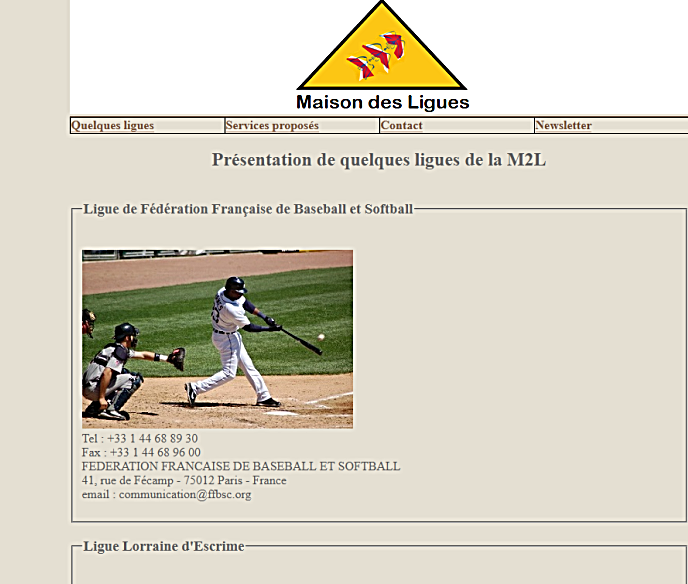 Maison des Ligues
Quelques ligues Services proposés Contact Newsletter
Présentation de quelques ligues de la M2L
Ligue de Fédération Française de Baseball et Softball
Tel : +33 1 44 68 89 30
Fax : +33 1 44 68 96 00
FEDERATION FRANCAISE DE BASEBALL ET SOFTBALL
41, rue de Fécamp - 75012 Paris - France
email : communication@ffbsc.org
Ligue Lorraine d'Escrime